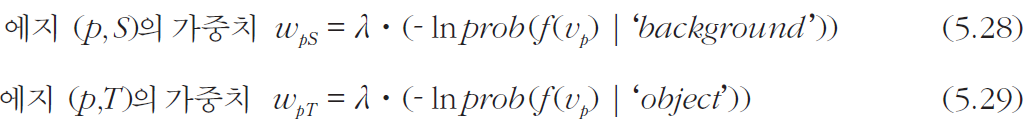 에지 (p, S)의 가중치 w_pS = λ · (- ln prob(f(v_p) | ‘background’)) (5.28)
에지 (p,T)의 가중치 w_pT = λ · (- ln prob(f(v_p) | ‘object’)) (5.29)